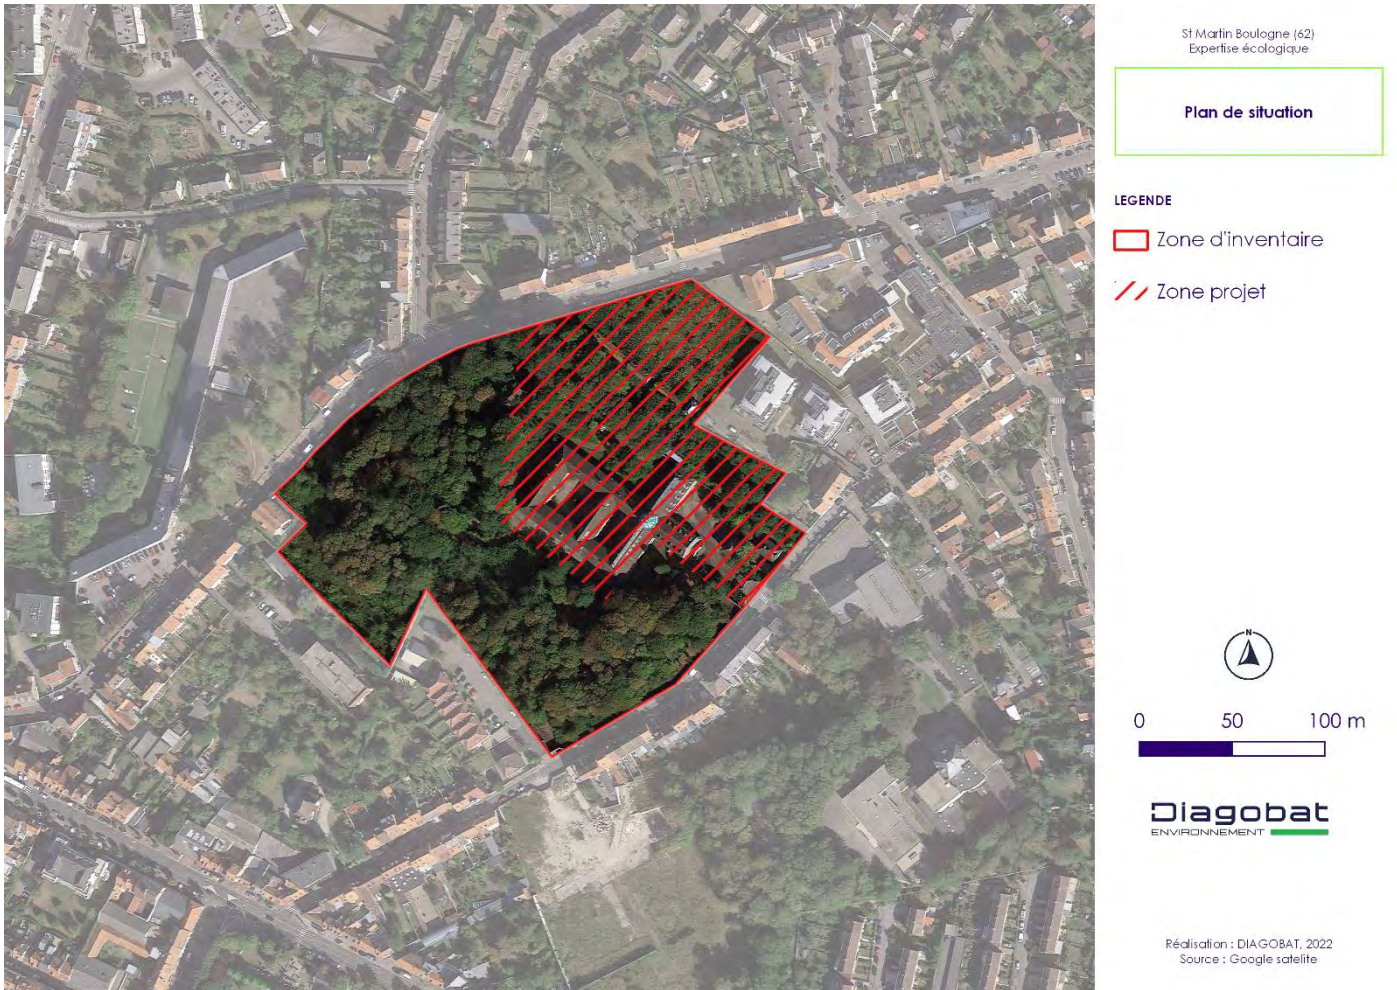 St Martin Boulogne (62)
Expertise écologique
Plan de situation
LEGENDE
Zone d'inventaire
Zone projet
N
0 50 100 m
Diagobat
ENVIRONNEMENT
Réalisation : DIAGOBAT, 2022
Source : Google satelite